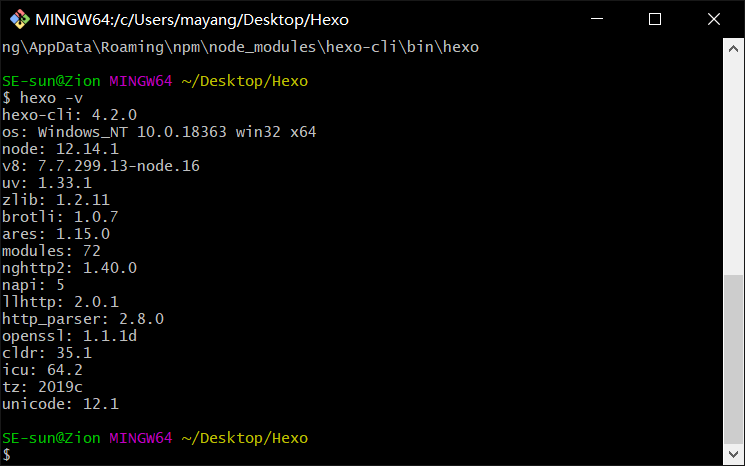 MINGW64:/c/Users/mayang/Desktop/Hexo
ng\AppData\Roaming\npm\node_modules\hexo-cli\bin\hexo
SE-sun@Zion MINGW64 ~/Desktop/Hexo
$ hexo -v
hexo-cli: 4.2.0
os: Windows_NT 10.0.18363 win32 x64
node: 12.14.1
v8: 7.7.299.13-node.16
uv: 1.33.1
zlib: 1.2.11
brotli: 1.0.7
ares: 1.15.0
modules: 72
nghttp2: 1.40.0
napi: 5
llhttp: 2.0.1
http_parser: 2.8.0
openssl: 1.1.1d
cldr: 35.1
icu: 64.2
tz: 2019c
unicode: 12.1
SE-sun@Zion MINGW64 ~/Desktop/Hexo
$